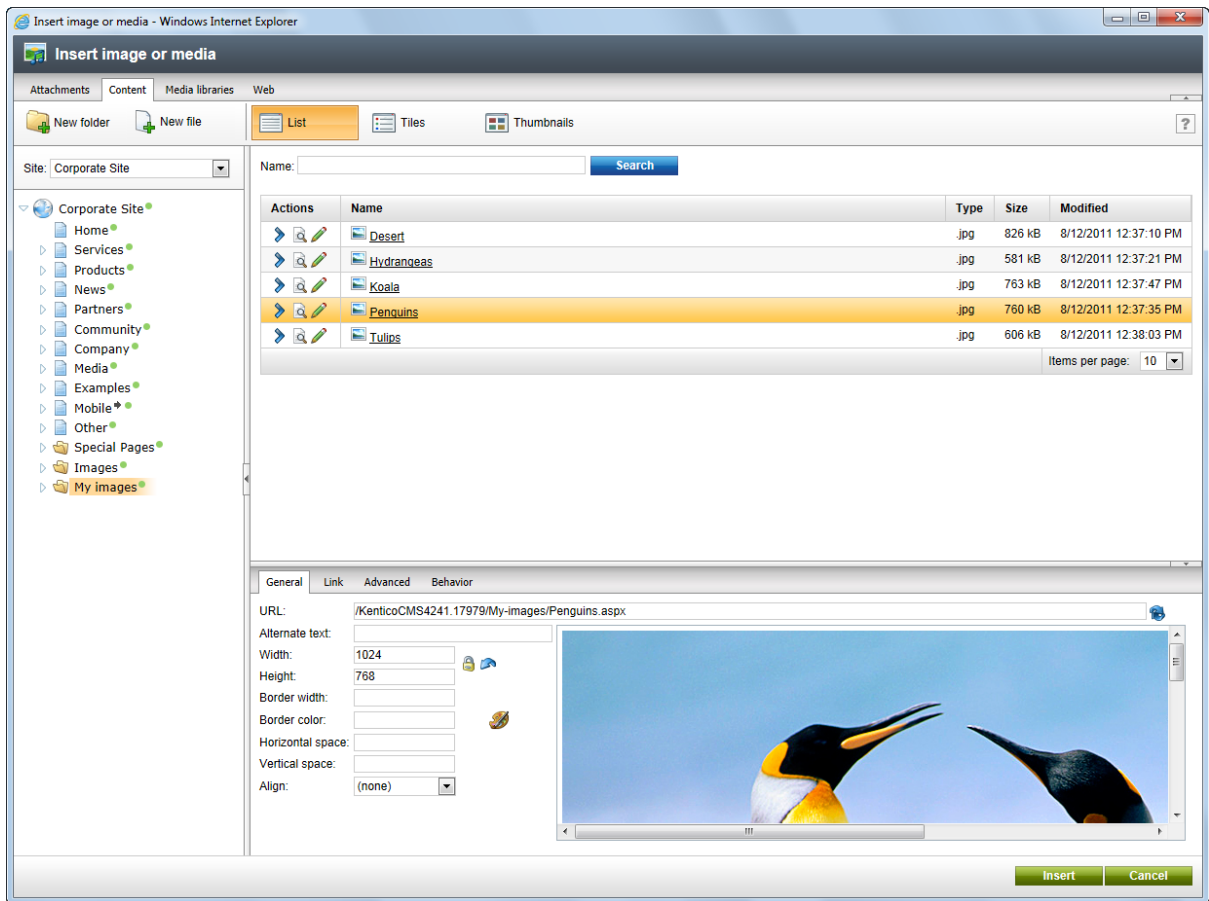 Insert image or media - Windows Internet Explorer
Insert image or media
Attachments Content Media libraries Web
New folder New file List Tiles Thumbnails ?
Site: Corporate Site
Name: Search
Corporate Site
Home
Services
Products
News
Partners
Community
Company
Media
Examples
Mobile
Other
Special Pages
Images
My images
Actions Name Type Size Modified
Desert .jpg 826 kB 8/12/2011 12:37:10 PM
Hydrangeas .jpg 581 kB 8/12/2011 12:37:21 PM
Koala .jpg 763 kB 8/12/2011 12:37:47 PM
Penguins .jpg 760 kB 8/12/2011 12:37:35 PM
Tulips .jpg 606 kB 8/12/2011 12:38:03 PM
Items per page: 10
General Link Advanced Behavior
URL: /KenticoCMS4241.17979/My-images/Penguins.aspx
Alternate text:
Width: 1024
Height: 768
Border width:
Border color:
Horizontal space:
Vertical space:
Align: (none)
Insert Cancel